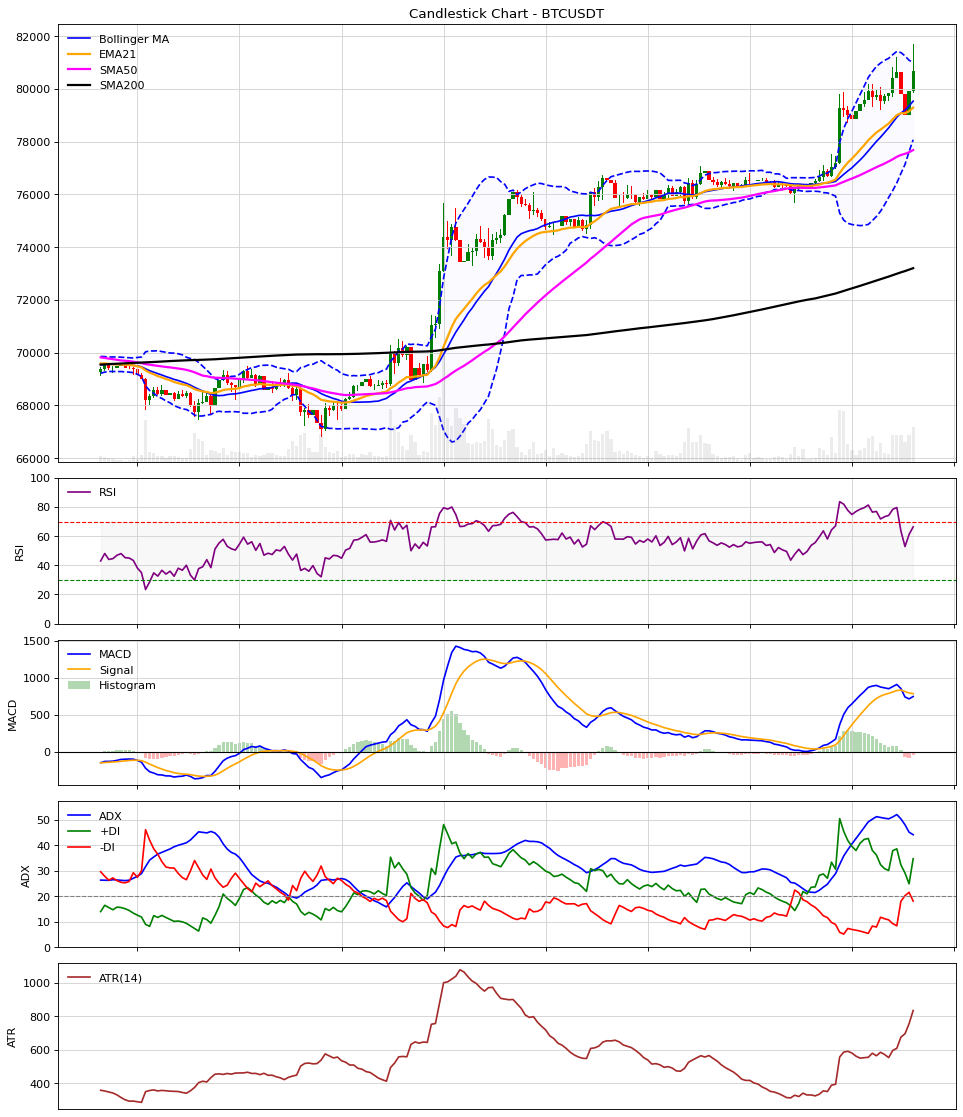 Candlestick Chart - BTCUSDT
82000
80000
78000
76000
74000
72000
70000
68000
66000
Bollinger MA
EMA21
SMA50
SMA200
100
80
60
40
20
0
RSI
RSI
1500
1000
500
0
MACD
MACD
Signal
Histogram
50
40
30
20
10
0
ADX
ADX
+DI
-DI
1000
800
600
400
ATR
ATR(14)